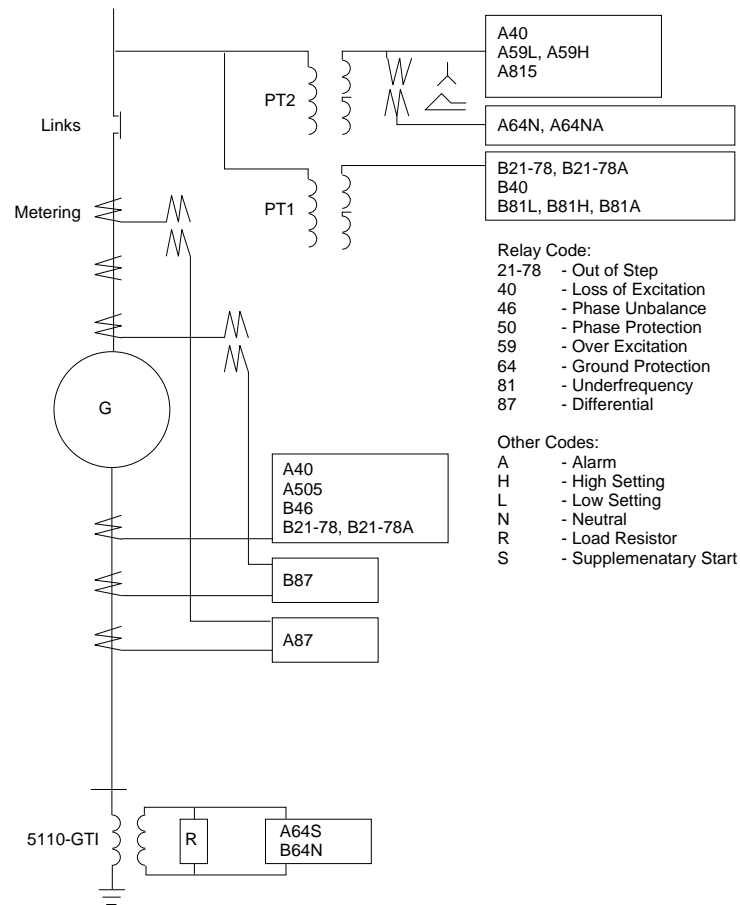 A40
A59L, A59H
A815
PT2
Links
A64N, A64NA
B21-78, B21-78A
B40
B81L, B81H, B81A
PT1
Metering
Relay Code:
21-78 - Out of Step
40 - Loss of Excitation
46 - Phase Unbalance
50 - Phase Protection
59 - Over Excitation
64 - Ground Protection
81 - Underfrequency
87 - Differential
G
Other Codes:
A - Alarm
H - High Setting
L - Low Setting
N - Neutral
R - Load Resistor
S - Supplemenatary Start
A40
A505
B46
B21-78, B21-78A
B87
A87
5110-GTI
R
A64S
B64N